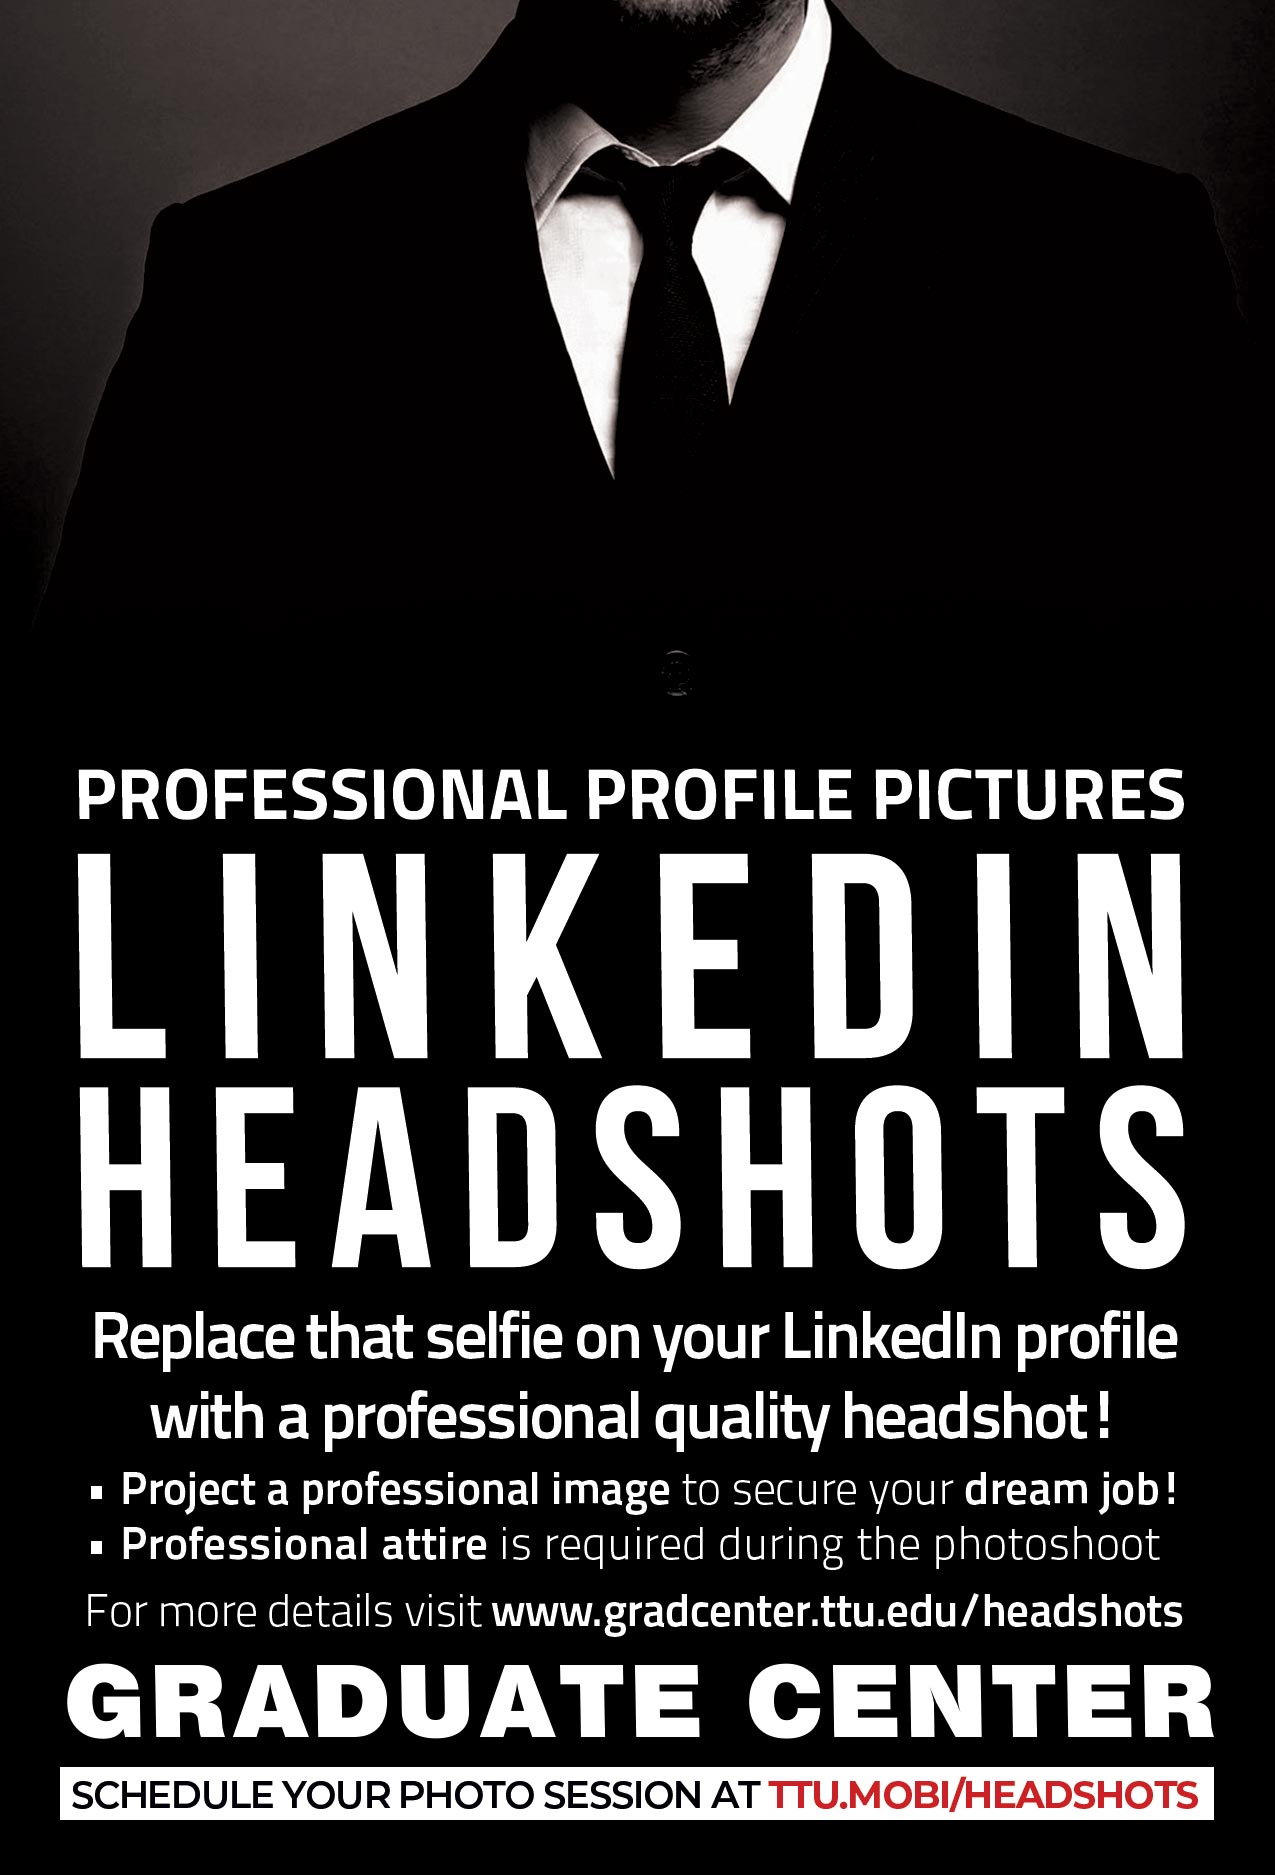 PROFESSIONAL PROFILE PICTURES
LINKEDIN
HEADSHOTS
Replace that selfie on your LinkedIn profile
with a professional quality headshot!
▪ Project a professional image to secure your dream job!
▪ Professional attire is required during the photoshoot
For more details visit www.gradcenter.ttu.edu/headshots
GRADUATE CENTER
SCHEDULE YOUR PHOTO SESSION AT TTU.MOBI/HEADSHOTS